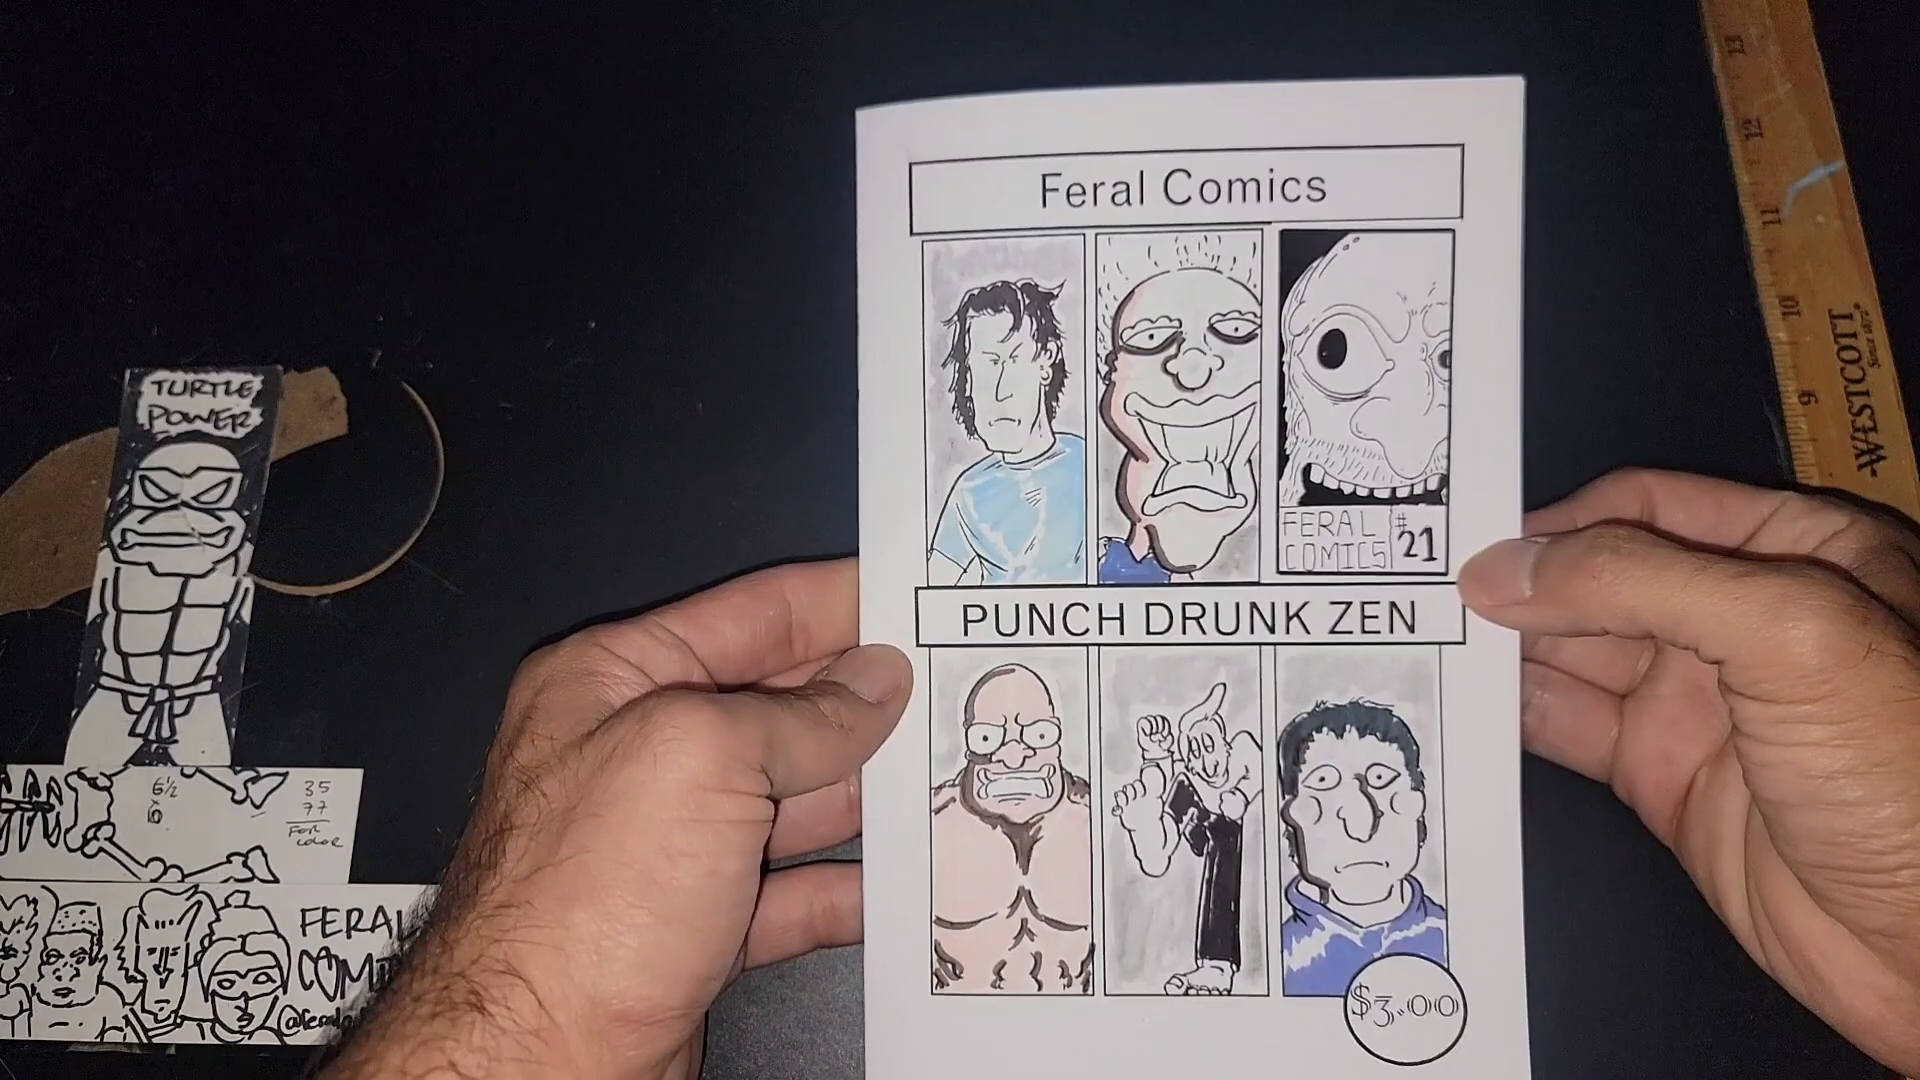 Feral Comics
FERAL
COMICS
#
21
PUNCH DRUNK ZEN
$3.00
TURTLE
POWER
6½
35
77
FOR
COLOR
FERAL
13
12
11
10
9
WESTCOTT